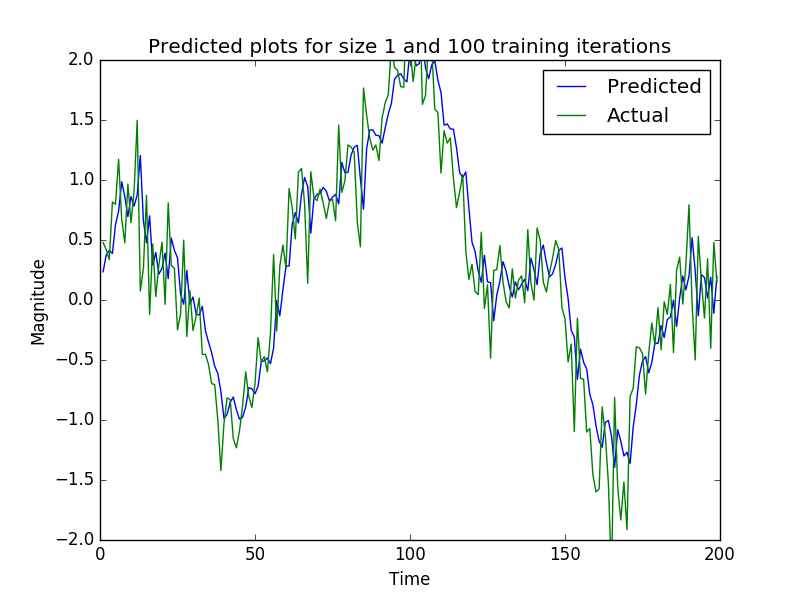 Predicted plots for size 1 and 100 training iterations
2.0
1.5
1.0
0.5
0.0
−0.5
−1.0
−1.5
−2.0
Magnitude
Predicted
Actual
0 50 100 150 200
Time